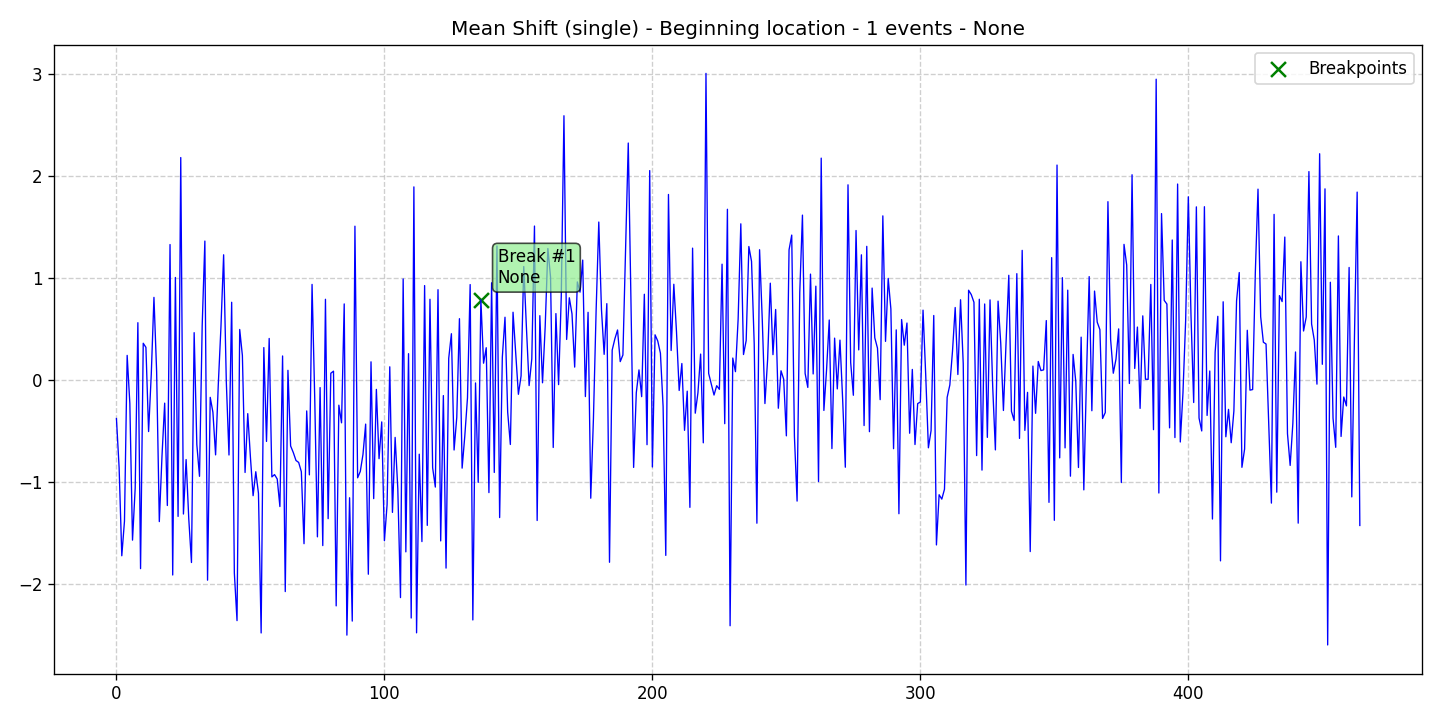 Mean Shift (single) - Beginning location - 1 events - None
Breakpoints
Break #1
None
3
2
1
0
−1
−2
0
100
200
300
400